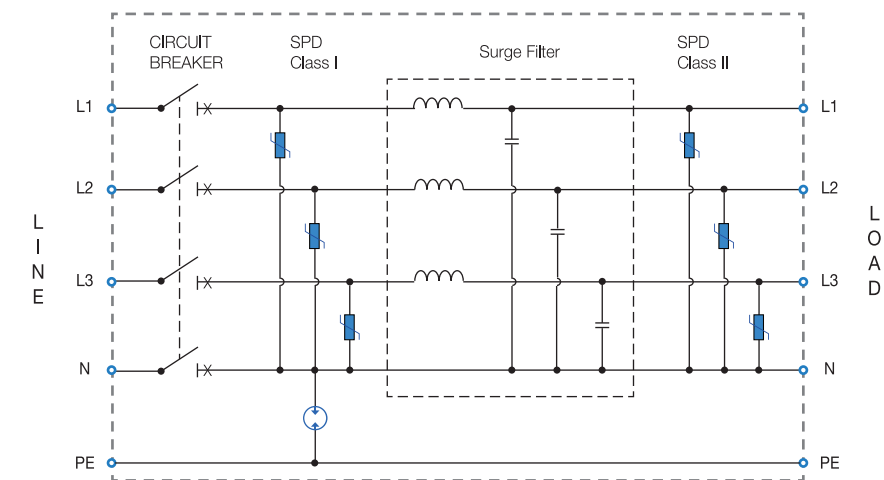 CIRCUIT
BREAKER
SPD
Class I
Surge Filter
SPD
Class II
L1
L1
L2
L2
L3
L3
N
N
PE
PE
L
I
N
E
L
O
A
D